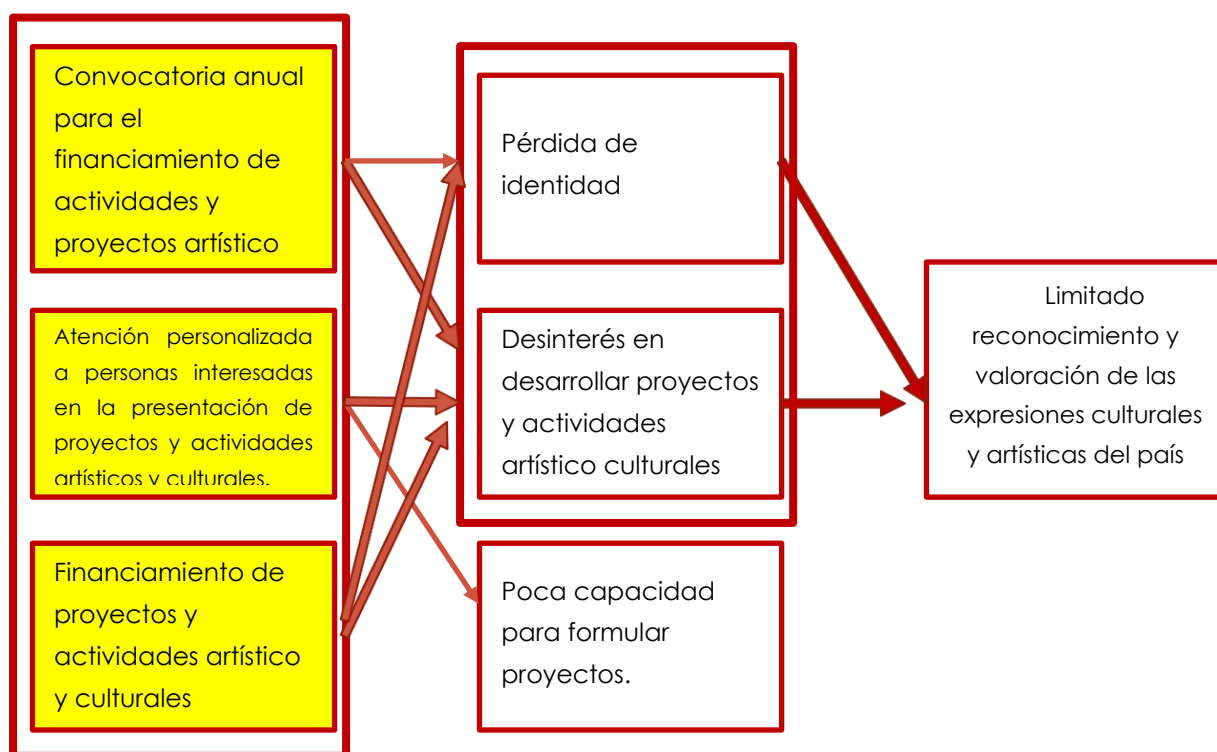 Convocatoria anual
para el
financiamiento de
actividades y
proyectos artístico
Atención personalizada
a personas interesadas
en la presentación de
proyectos y actividades
artísticos y culturales.
Financiamiento de
proyectos y
actividades artístico
y culturales
Pérdida de
identidad
Desinterés en
desarrollar proyectos
y actividades
artístico culturales
Poca capacidad
para formular
proyectos.
Limitado
reconocimiento y
valoración de las
expresiones culturales
y artísticas del país